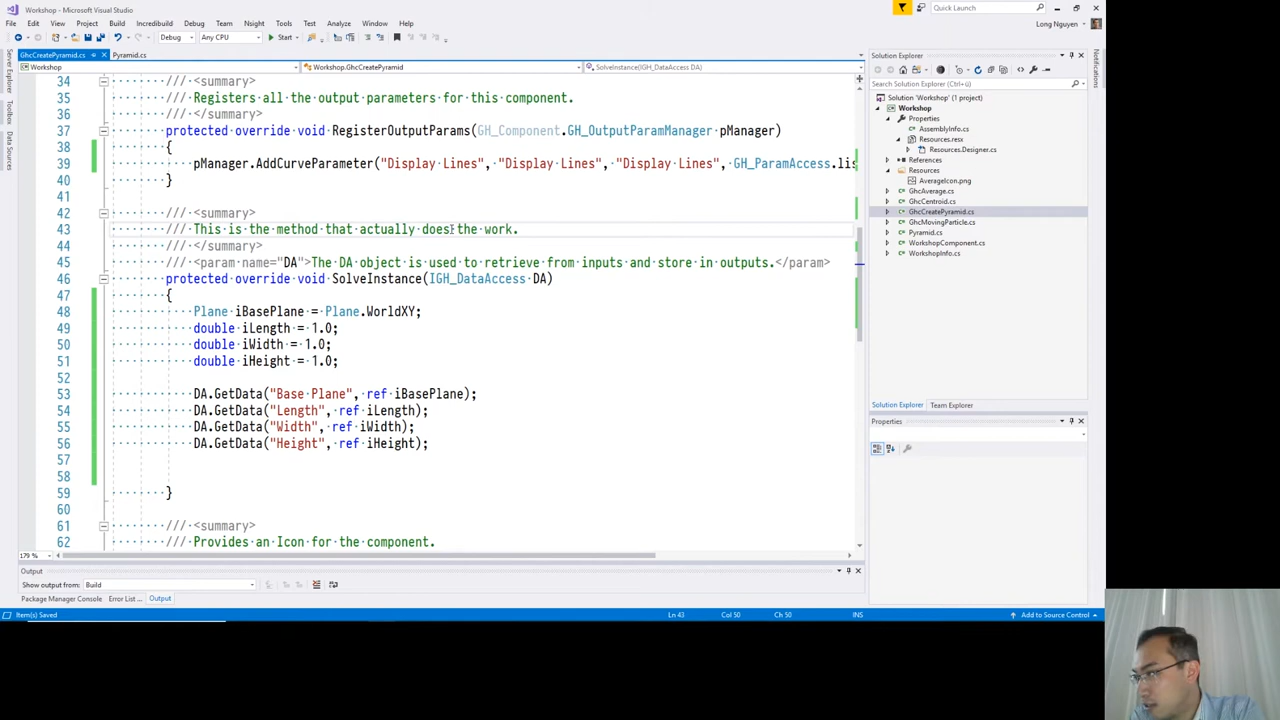 Workshop - Microsoft Visual Studio
Quick Launch (Ctrl+Q)
File Edit View Project Build Incredibuild Debug Team Nsight Tools Test Analyze Window Help
Long Nguyen
Debug Any CPU Start
GhcCreatePyramid.cs Pyramid.cs
Workshop Workshop.GhcCreatePyramid SolveInstance(IGH_DataAccess DA)
34 /// <summary>
35 /// Registers all the output parameters for this component.
36 /// </summary>
37 protected override void RegisterOutputParams(GH_Component.GH_OutputParamManager pManager)
38 {
39 pManager.AddCurveParameter("Display Lines", "Display Lines", "Display Lines", GH_ParamAccess.lis
40 }
41
42 /// <summary>
43 /// This is the method that actually does the work.
44 /// </summary>
45 /// <param name="DA">The DA object is used to retrieve from inputs and store in outputs.</param>
46 protected override void SolveInstance(IGH_DataAccess DA)
47 {
48 Plane iBasePlane = Plane.WorldXY;
49 double iLength = 1.0;
50 double iWidth = 1.0;
51 double iHeight = 1.0;
52
53 DA.GetData("Base Plane", ref iBasePlane);
54 DA.GetData("Length", ref iLength);
55 DA.GetData("Width", ref iWidth);
56 DA.GetData("Height", ref iHeight);
57
58
59 }
60
61 /// <summary>
62 /// Provides an Icon for the component.
179 %
Server Explorer
Toolbox
Data Sources
Notifications
Solution Explorer
Search Solution Explorer (Ctrl+ü)
Solution 'Workshop' (1 project)
Workshop
Properties
AssemblyInfo.cs
Resources.resx
Resources.Designer.cs
References
Resources
AverageIcon.png
GhcAverage.cs
GhcCentroid.cs
GhcCreatePyramid.cs
GhcMovingParticle.cs
Pyramid.cs
WorkshopComponent.cs
WorkshopInfo.cs
Solution Explorer Team Explorer
Properties
Output
Show output from: Build
Package Manager Console Error List ... Output
Item(s) Saved Ln 43 Col 50 Ch 50 INS Add to Source Control